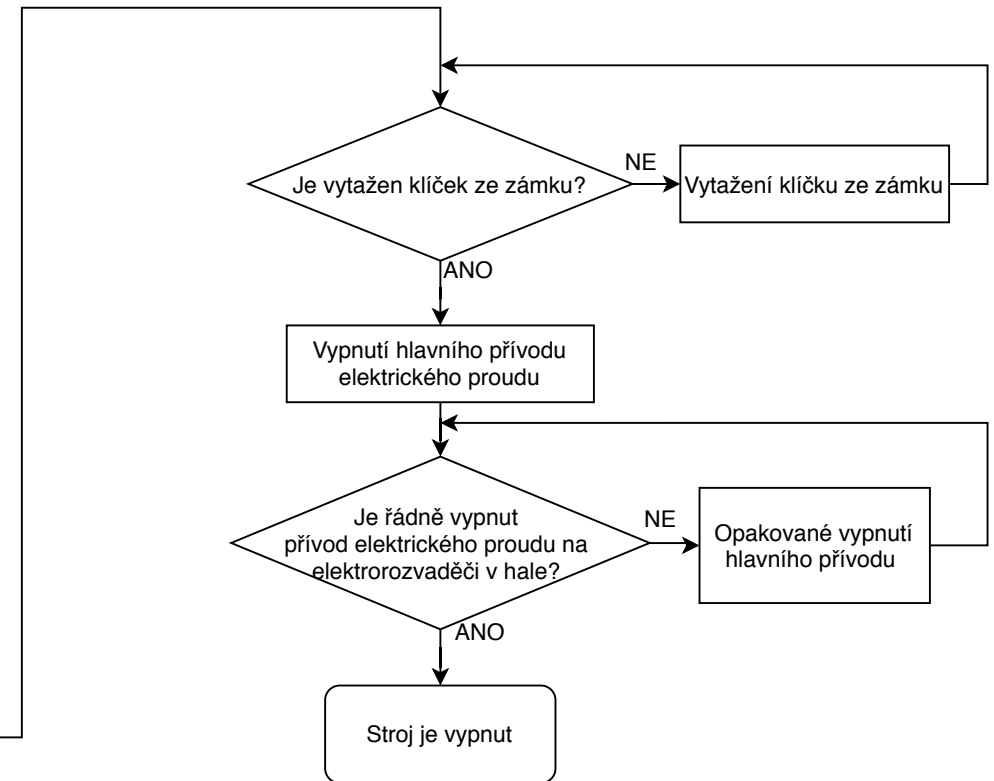 Je vytažen klíček ze zámku?
NE
Vytažení klíčku ze zámku
ANO
Vypnutí hlavního přívodu
elektrického proudu
Je řádně vypnut
přívod elektrického proudu na
elektrorozvaděči v hale?
NE
Opakované vypnutí
hlavního přívodu
ANO
Stroj je vypnut